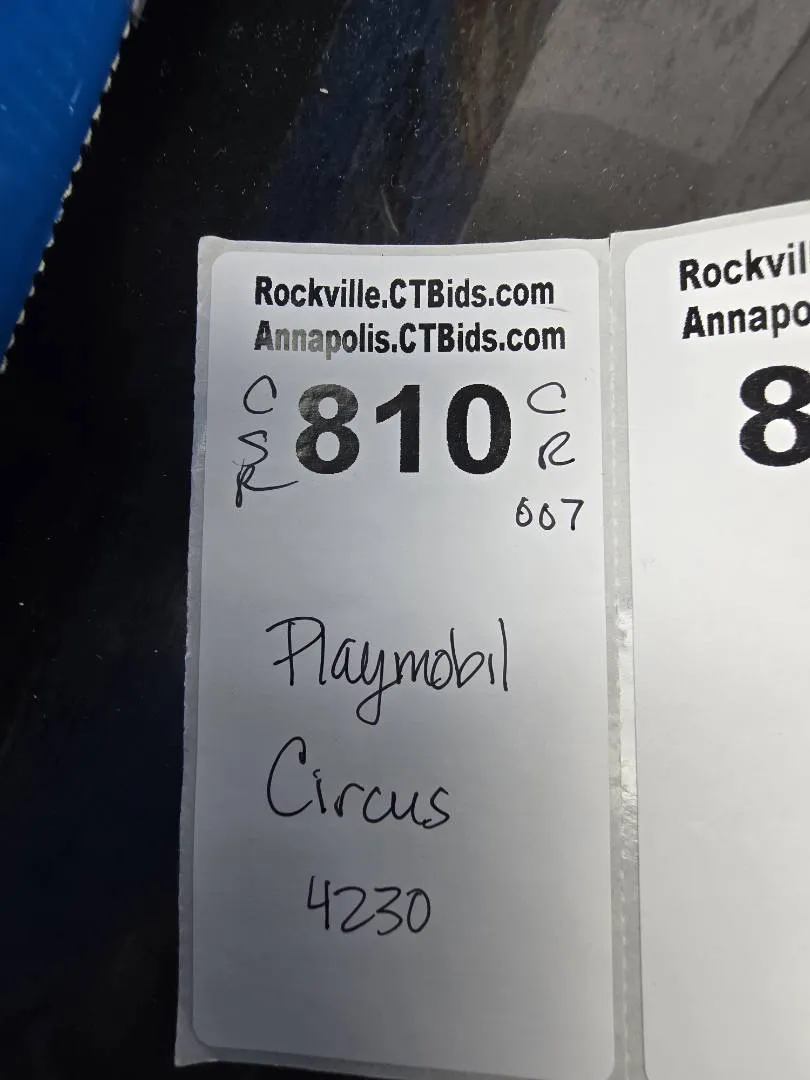 Rockville.CTBids.com
Annapolis.CTBids.com
C 810 C
S R
R
007
Playmobil
Circus
4230
Rockvil
Annapo
8